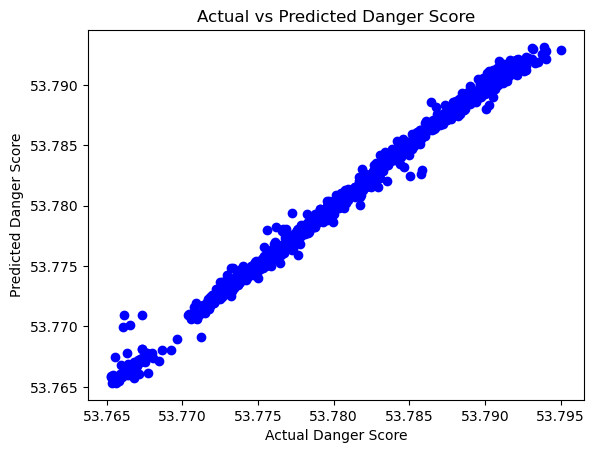 Actual vs Predicted Danger Score
Predicted Danger Score
53.790
53.785
53.780
53.775
53.770
53.765
53.765 53.770 53.775 53.780 53.785 53.790 53.795
Actual Danger Score